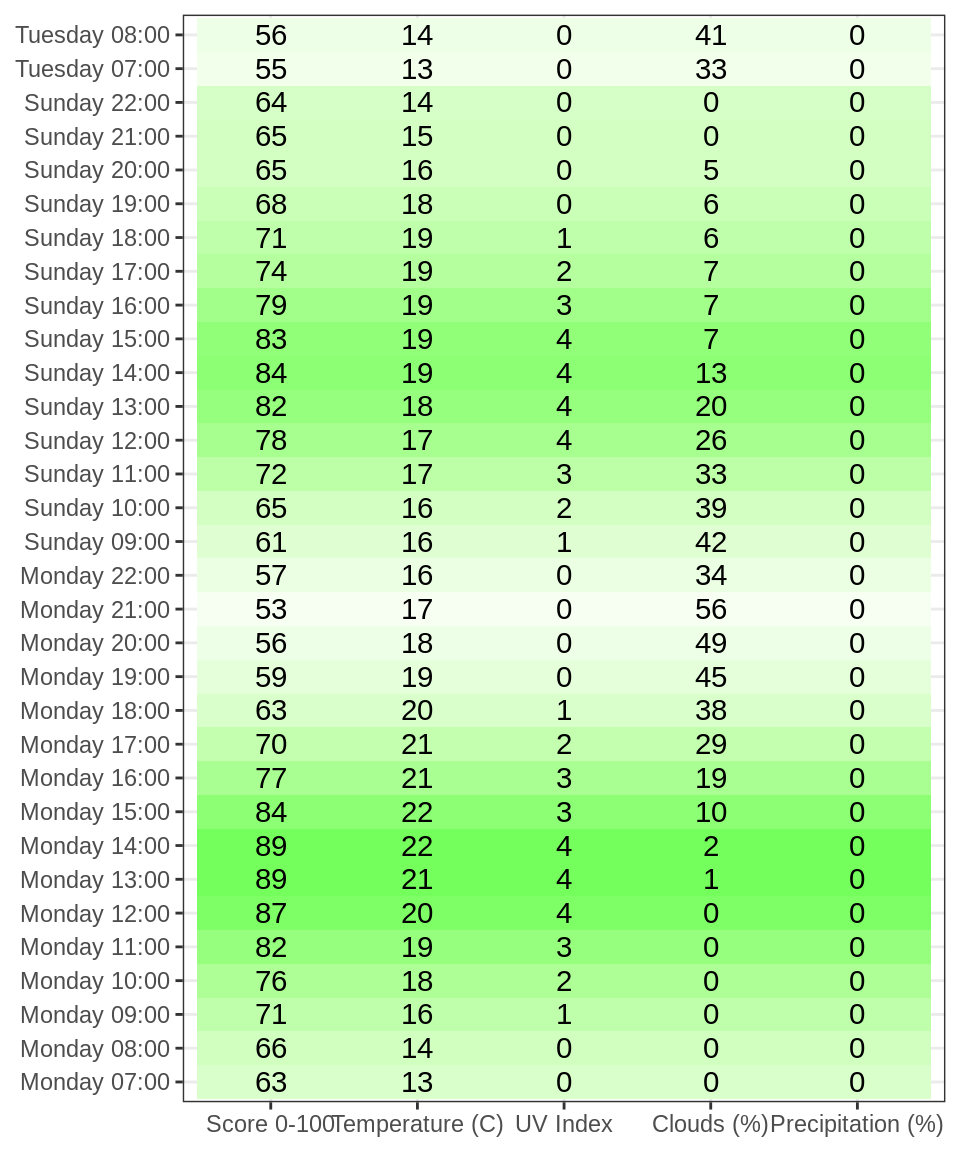 Tuesday 08:00 56 14 0 41 0
Tuesday 07:00 55 13 0 33 0
Sunday 22:00 64 14 0 0 0
Sunday 21:00 65 15 0 0 0
Sunday 20:00 65 16 0 5 0
Sunday 19:00 68 18 0 6 0
Sunday 18:00 71 19 1 6 0
Sunday 17:00 74 19 2 7 0
Sunday 16:00 79 19 3 7 0
Sunday 15:00 83 19 4 7 0
Sunday 14:00 84 19 4 13 0
Sunday 13:00 82 18 4 20 0
Sunday 12:00 78 17 4 26 0
Sunday 11:00 72 17 3 33 0
Sunday 10:00 65 16 2 39 0
Sunday 09:00 61 16 1 42 0
Monday 22:00 57 16 0 34 0
Monday 21:00 53 17 0 56 0
Monday 20:00 56 18 0 49 0
Monday 19:00 59 19 0 45 0
Monday 18:00 63 20 1 38 0
Monday 17:00 70 21 2 29 0
Monday 16:00 77 21 3 19 0
Monday 15:00 84 22 3 10 0
Monday 14:00 89 22 4 2 0
Monday 13:00 89 21 4 1 0
Monday 12:00 87 20 4 0 0
Monday 11:00 82 19 3 0 0
Monday 10:00 76 18 2 0 0
Monday 09:00 71 16 1 0 0
Monday 08:00 66 14 0 0 0
Monday 07:00 63 13 0 0 0
Score 0-100 Temperature (C) UV Index Clouds (%) Precipitation (%)